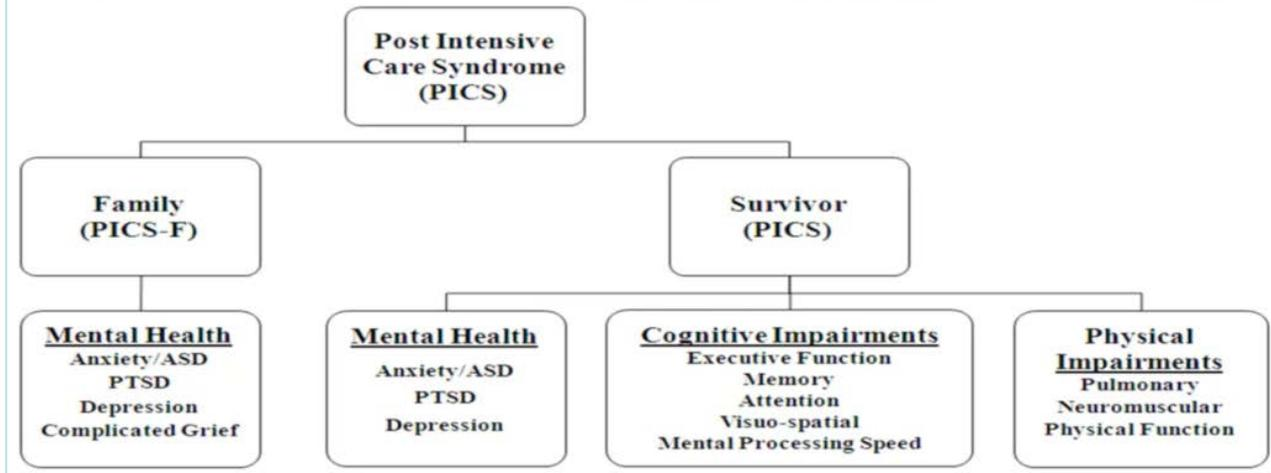 Post Intensive
Care Syndrome
(PICS)
Family
(PICS-F)
Survivor
(PICS)
Mental Health
Anxiety/ASD
PTSD
Depression
Complicated Grief
Mental Health
Anxiety/ASD
PTSD
Depression
Cognitive Impairments
Executive Function
Memory
Attention
Visuo-spatial
Mental Processing Speed
Physical
Impairments
Pulmonary
Neuromuscular
Physical Function